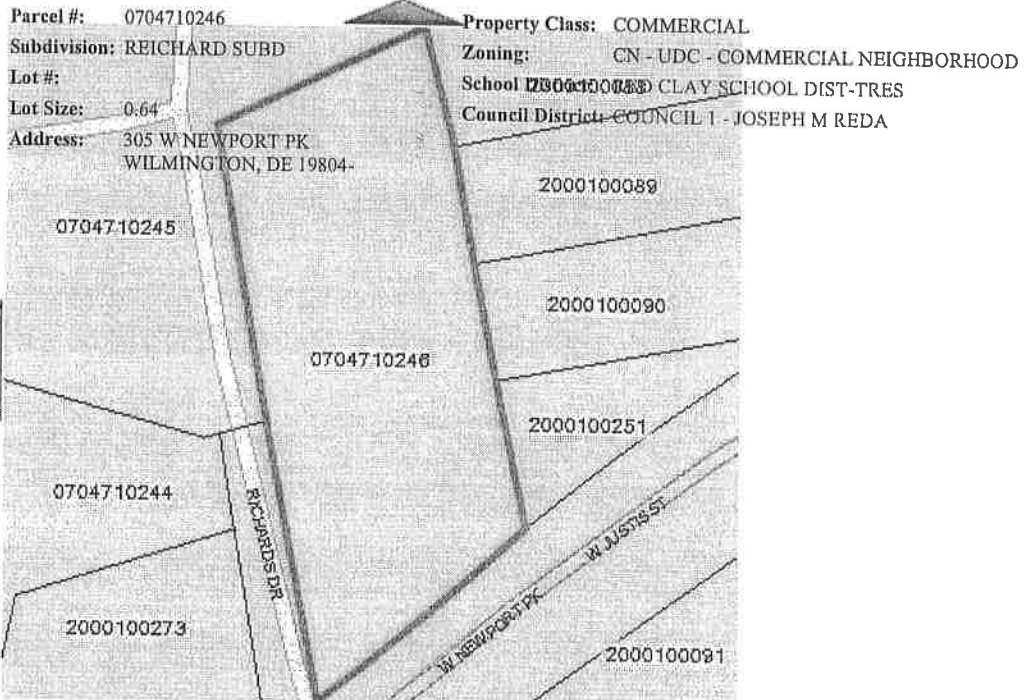 Parcel #: 0704710246
Subdivision: REICHARD SUBD
Lot #:
Lot Size: 0.64
Address: 305 W NEWPORT PK
WILMINGTON, DE 19804-
Property Class: COMMERCIAL
Zoning: CN - UDC - COMMERCIAL NEIGHBORHOOD
School CLAY SCHOOL DIST-TRES
Council District: COUNCIL 1 - JOSEPH M REDA
2000100089
0704710245
2000100090
0704710246
2000100251
0704710244
RICHARDS DR
W JUSTIS ST
W NEWPORT PK
2000100273
2000100091